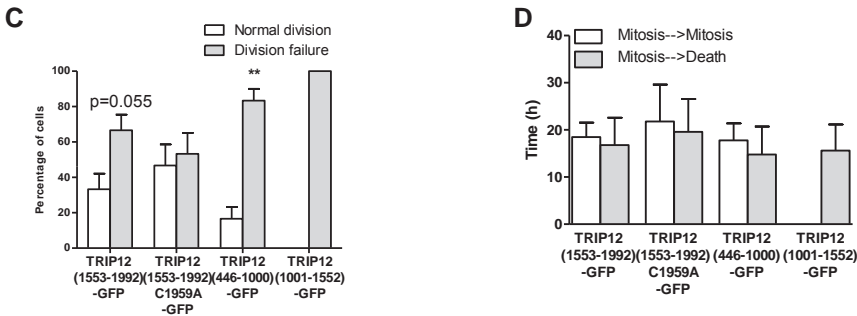 C
Normal division
Division failure
Percentage of cells
100
80
60
40
20
0
p=0.055
**
TRIP12 TRIP12 TRIP12 TRIP12
(1553-1992)(1553-1992)(446-1000)(1001-1552)
-GFP C1959A -GFP -GFP
-GFP
D
Mitosis-->Mitosis
Mitosis-->Death
Time (h)
40
30
20
10
0
TRIP12 TRIP12 TRIP12 TRIP12
(1553-1992) (1553-1992) (446-1000) (1001-1552)
-GFP C1959A -GFP -GFP
-GFP